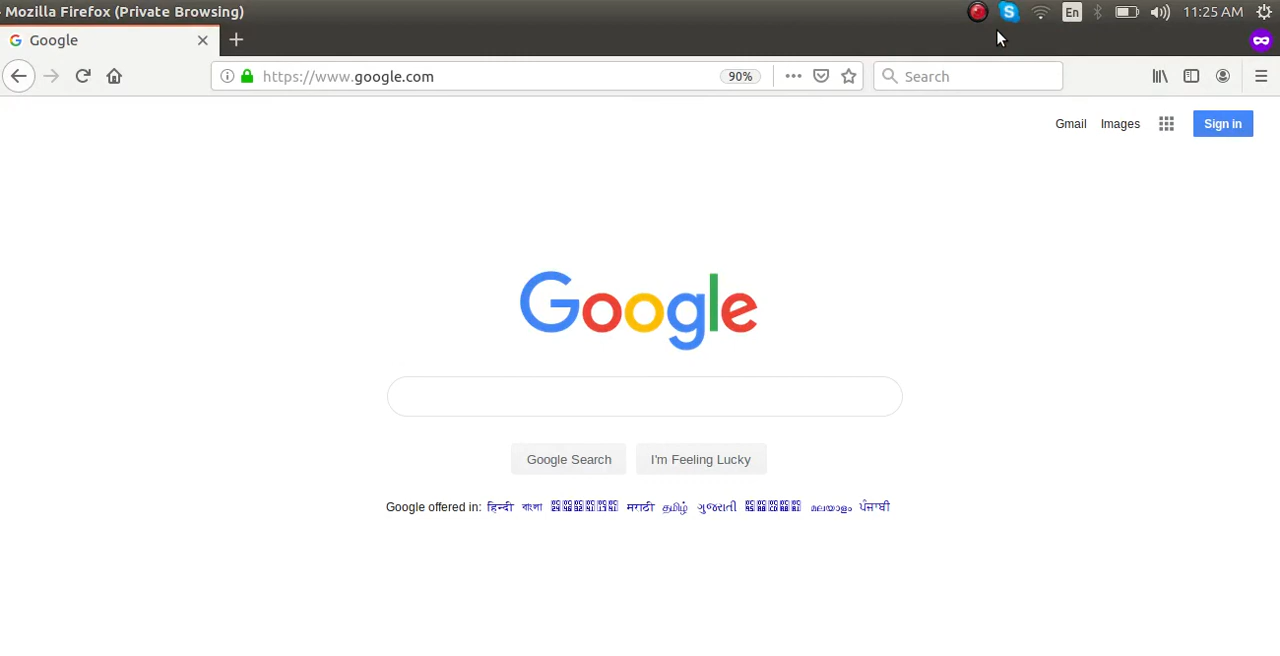 Mozilla Firefox (Private Browsing)
En
11:25 AM
Google
https://www.google.com
90%
Search
Gmail
Images
Sign in
Google
Google Search
I'm Feeling Lucky
Google offered in: हिन्दी বাংলা मराठी தமிழ் ગુજરાતી മലയാളം ਪੰਜਾਬੀ